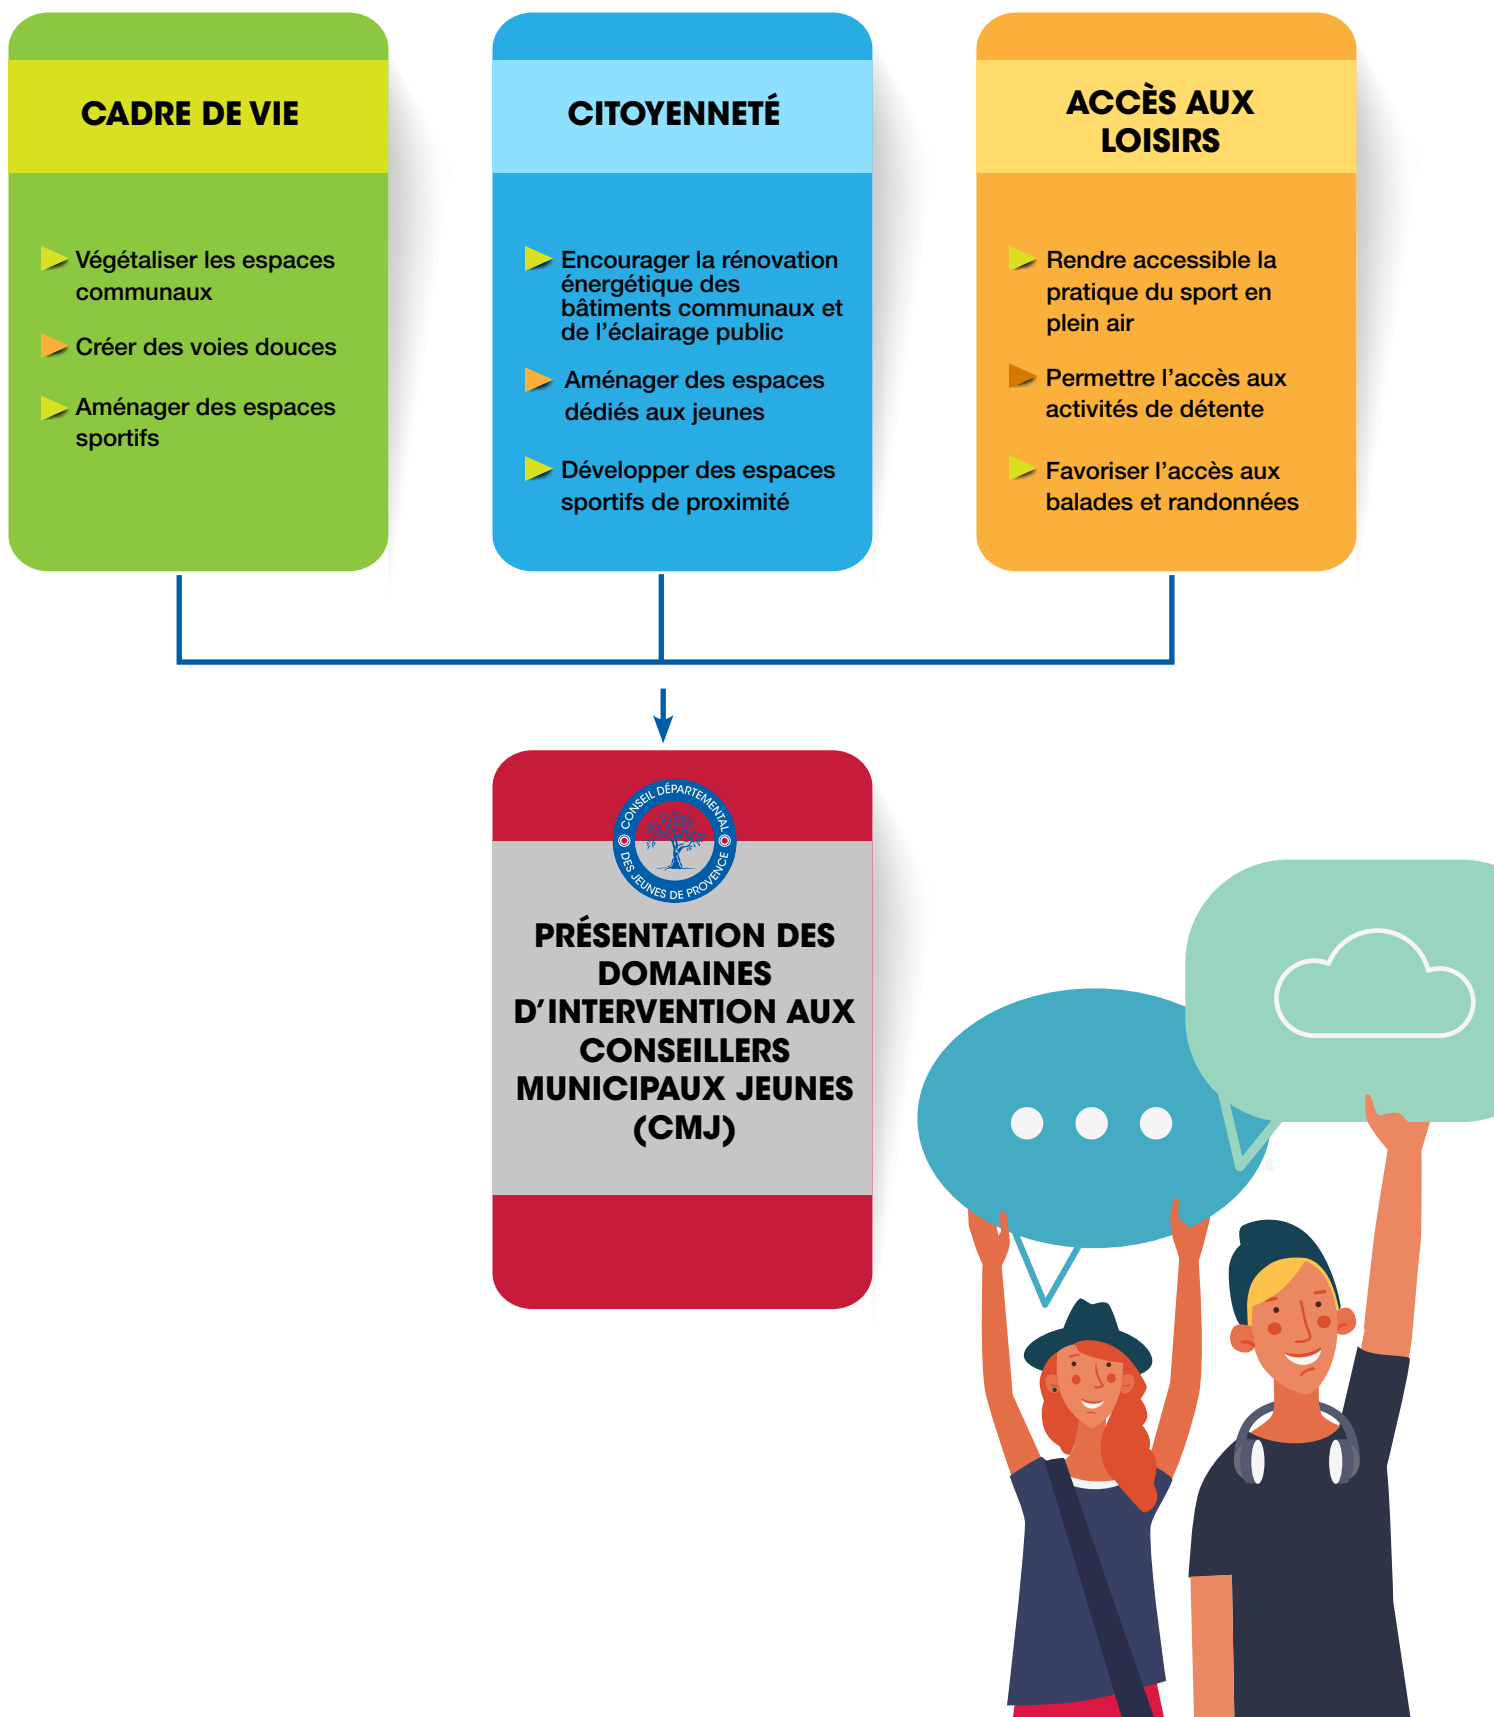 CADRE DE VIE
Végétaliser les espaces
communaux
Créer des voies douces
Aménager des espaces
sportifs
CITOYENNETÉ
Encourager la rénovation
énergétique des
bâtiments communaux et
de l’éclairage public
Aménager des espaces
dédiés aux jeunes
Développer des espaces
sportifs de proximité
ACCÈS AUX
LOISIRS
Rendre accessible la
pratique du sport en
plein air
Permettre l’accès aux
activités de détente
Favoriser l’accès aux
balades et randonnées
CONSEIL DÉPARTEMENTAL
DES JEUNES DE PROVENCE
PRÉSENTATION DES
DOMAINES
D’INTERVENTION AUX
CONSEILLERS
MUNICIPAUX JEUNES
(CMJ)